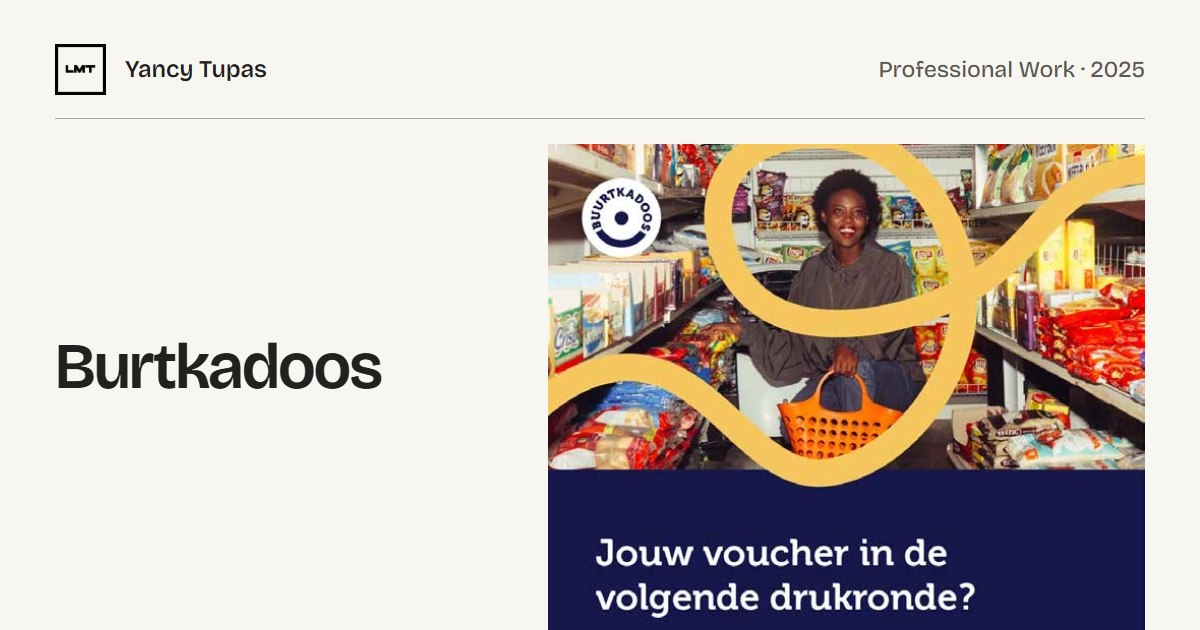 LMT
Yancy Tupas
Professional Work · 2025
BUURTKADOOS
Burtkadoos
Jouw voucher in de
volgende drukronde?